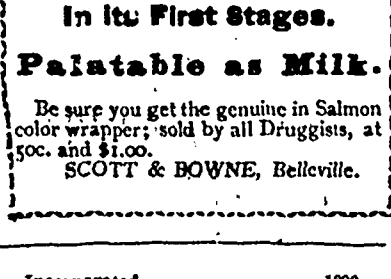 In its First Stages.
Palatable as Milk.
Be sure you get the genuine in Salmon
color wrapper; sold by all Druggists, at
50c. and $1.00.
SCOTT & BOWNE, Belleville.